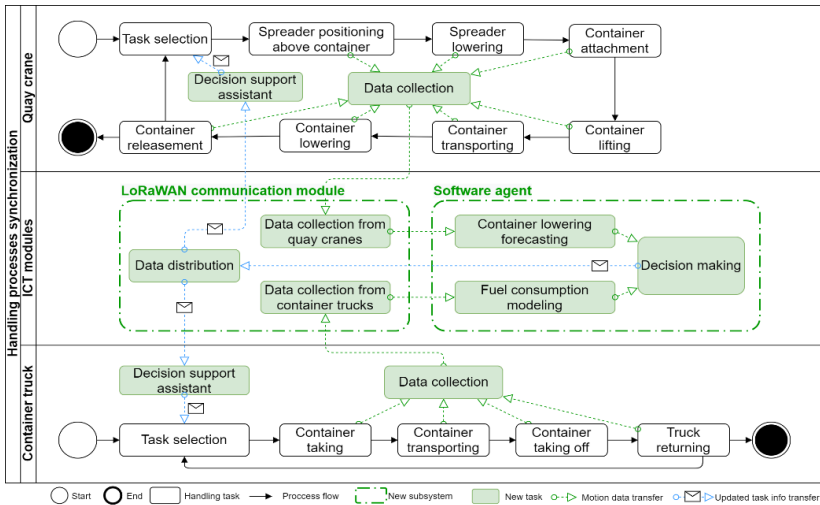 Handling processes synchronization
Quay crane
Task selection
Spreader positioning
above container
Spreader
lowering
Container
attachment
Decision support
assistant
Data collection
Container
releasement
Container
lowering
Container
transporting
Container
lifting
ICT modules
LoRaWAN communication module
Software agent
Data collection from
quay cranes
Container lowering
forecasting
Data distribution
Decision making
Data collection from
container trucks
Fuel consumption
modeling
Container truck
Decision support
assistant
Data collection
Task selection
Container
taking
Container
transporting
Container
taking off
Truck
returning
Start
End
Handling task
Proccess flow
New subsystem
New task
Motion data transfer
Updated task info transfer